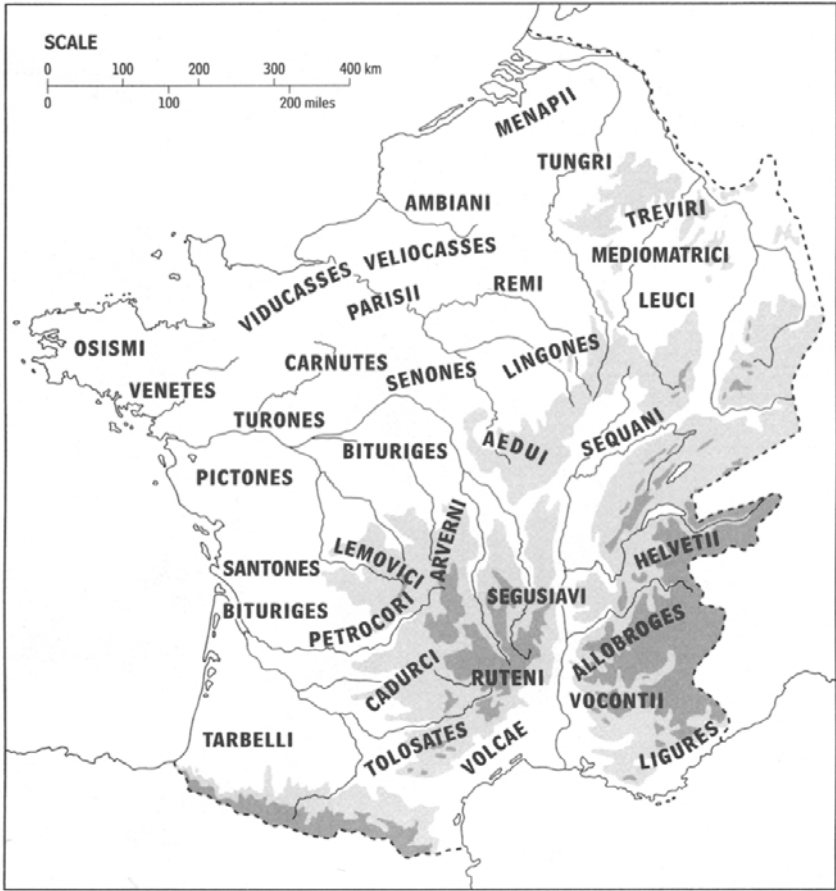 SCALE
0 100 200 300 400 km
0 100 200 miles
MENAPII
TUNGRI
AMBIANI
TREVIRI
VELIOCASSES
MEDIOMATRICI
VIDUCASSES
PARISII
REMI
LEUCI
OSISMI
CARNUTES
LINGONES
VENETES
SENONES
TURONES
BITURIGES
AEDUI
SEQUANI
PICTONES
ARVERNI
LEMOVICI
HELVETII
SANTONES
SEGUSIAVI
BITURIGES
PETROCORI
ALLOBROGES
CADURCI
RUTENI
VOCONTII
TARBELLI
TOLOSATES
VOLCAE
LIGURES